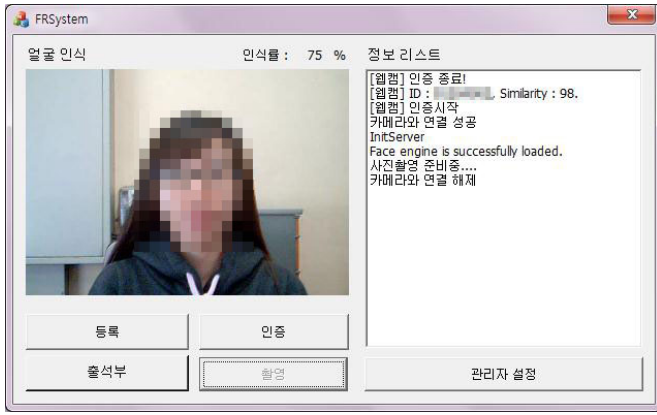 FRSystem
얼굴 인식
인식률 : 75 %
정보 리스트
[웹캠] 인증 종료!
[웹캠] ID : , Similarity : 98.
[웹캠] 인증시작
카메라와 연결 성공
InitServer
Face engine is successfully loaded.
사진촬영 준비중....
카메라와 연결 해제
등록
인증
출석부
촬영
관리자 설정